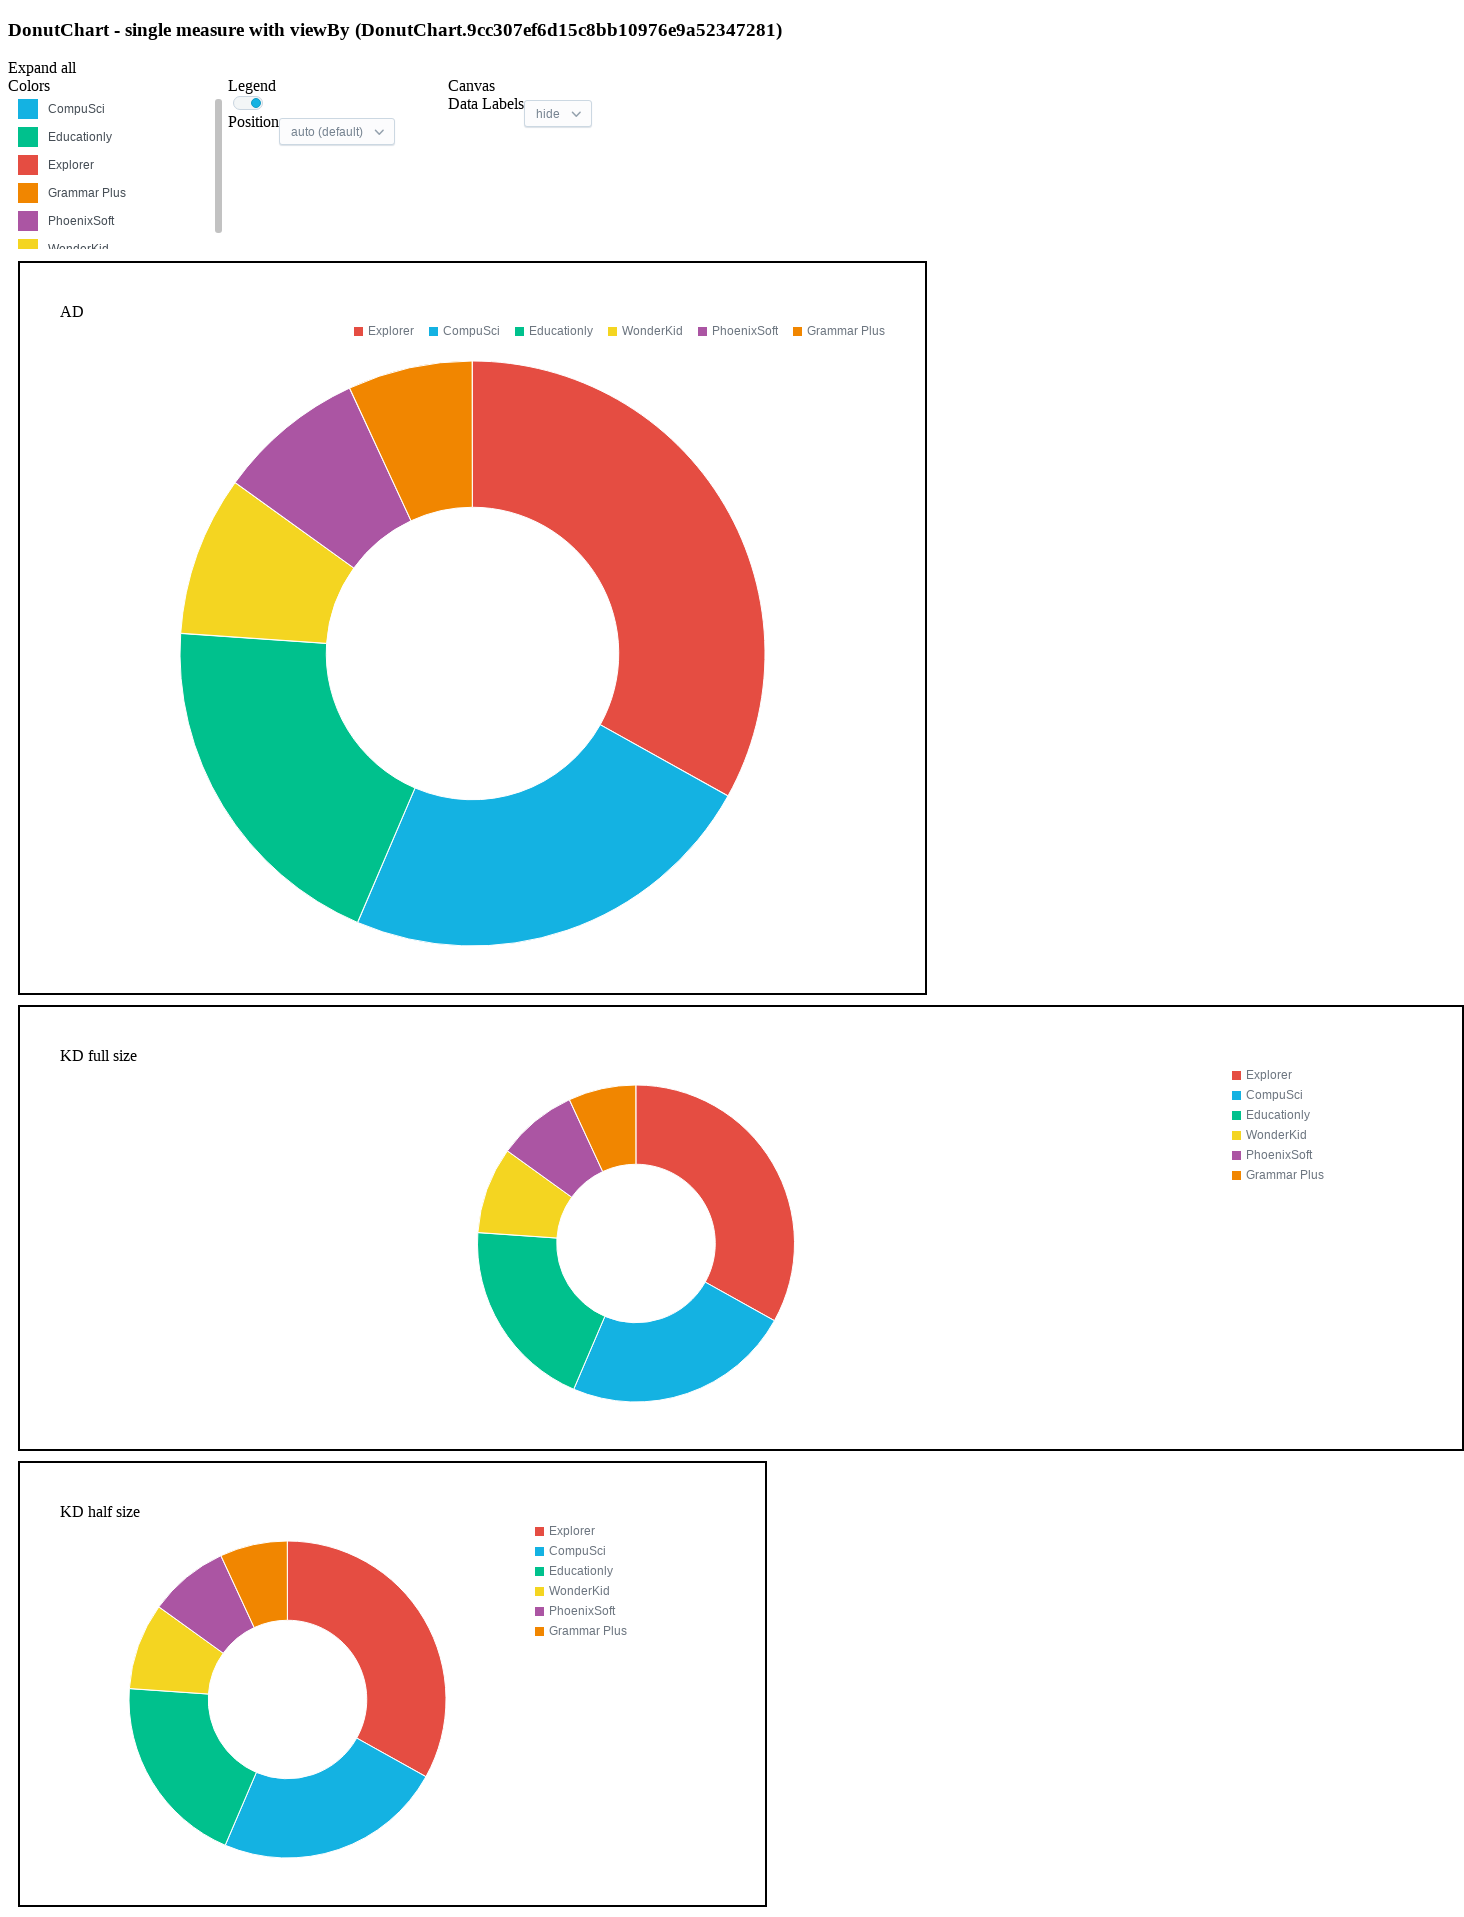 DonutChart - single measure with viewBy (DonutChart.9cc307ef6d15c8bb10976e9a52347281)
Expand all
Colors
CompuSci
Educationly
Explorer
Grammar Plus
PhoenixSoft
WonderKid
Legend
Position auto (default)
Canvas
Data Labels hide
AD
Explorer CompuSci Educationly WonderKid PhoenixSoft Grammar Plus
KD full size
Explorer
CompuSci
Educationly
WonderKid
PhoenixSoft
Grammar Plus
KD half size
Explorer
CompuSci
Educationly
WonderKid
PhoenixSoft
Grammar Plus